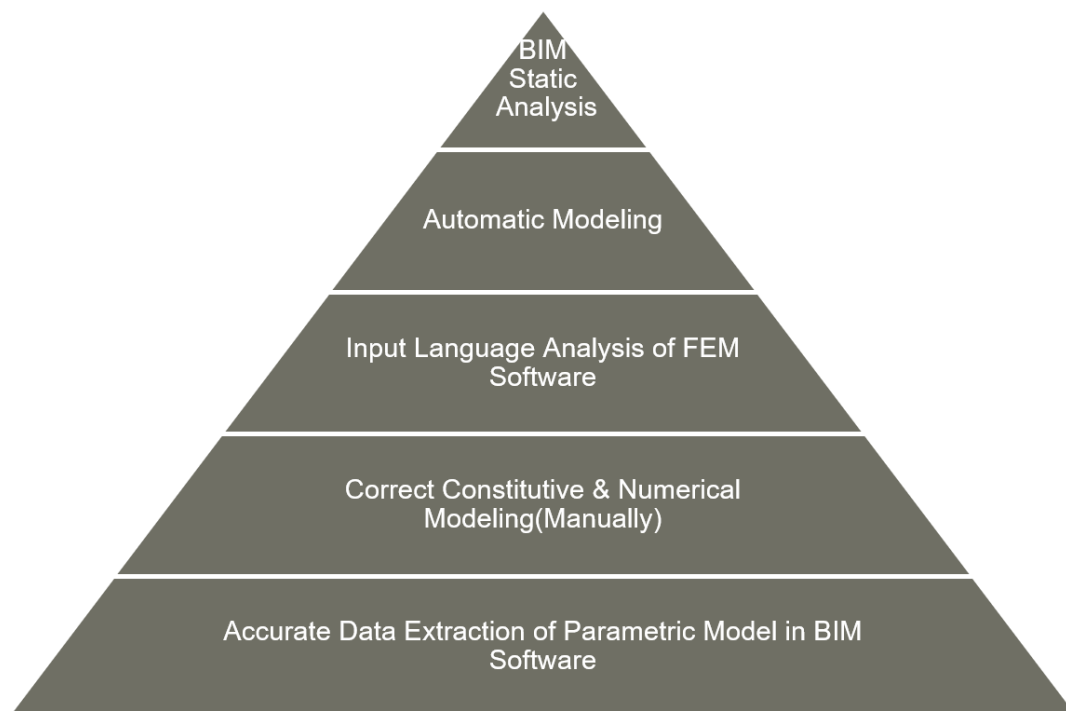 BIM
Static
Analysis
Automatic Modeling
Input Language Analysis of FEM
Software
Correct Constitutive & Numerical
Modeling(Manually)
Accurate Data Extraction of Parametric Model in BIM
Software